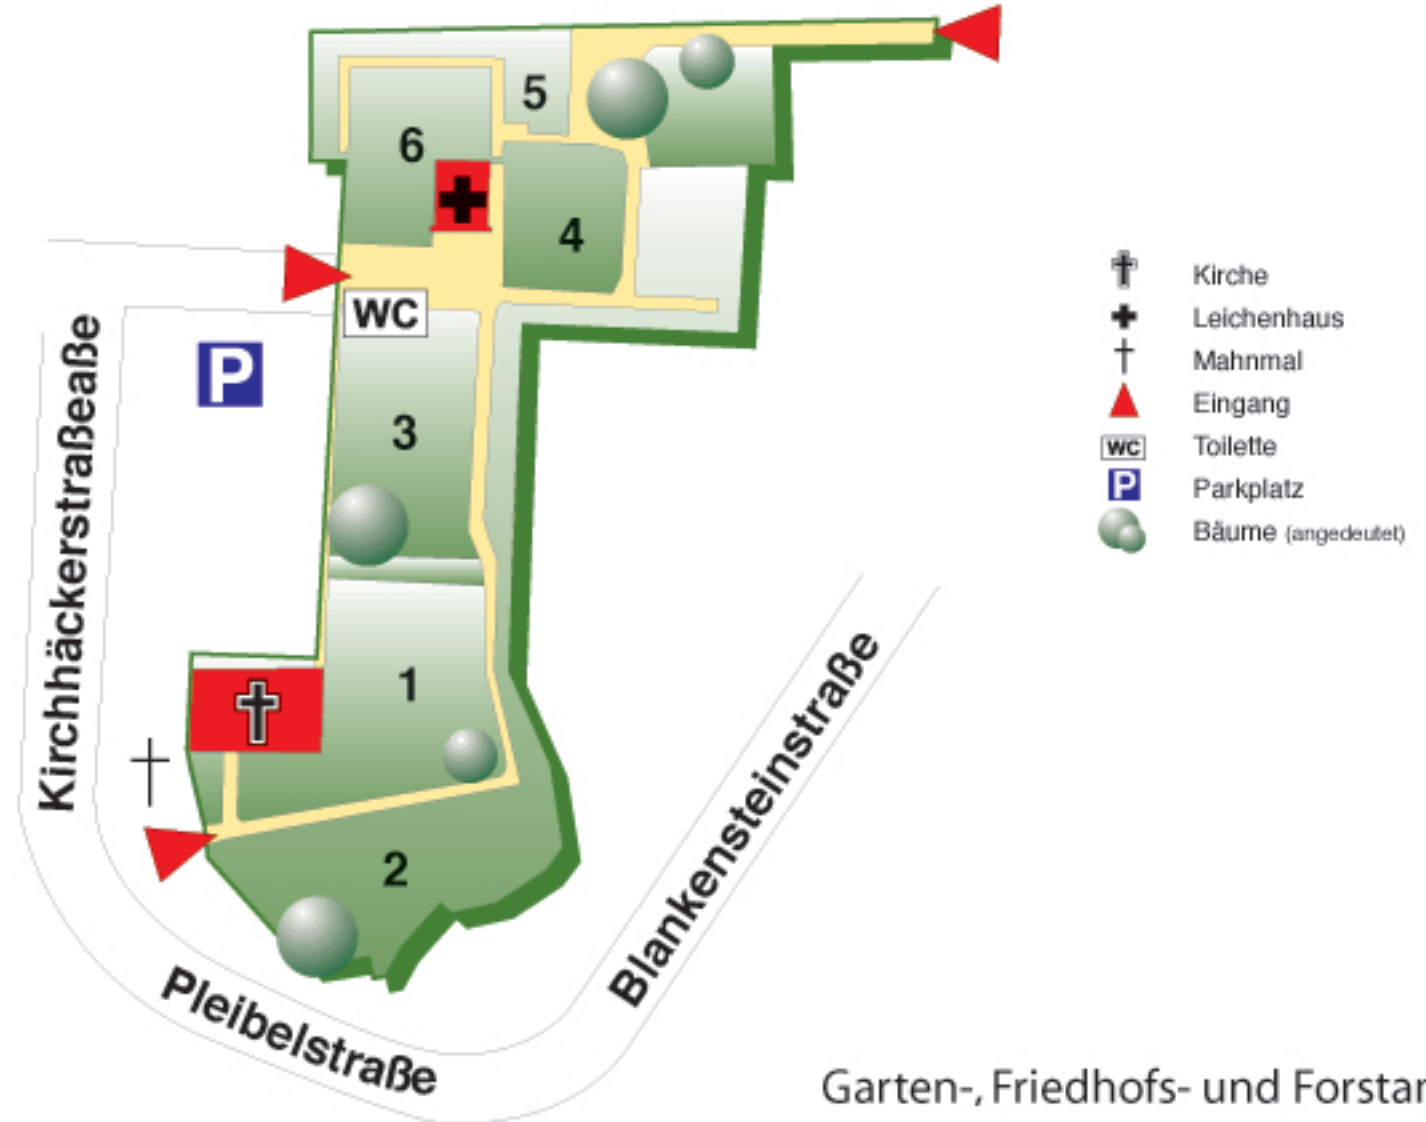 5
6
4
WC
P
3
1
2
Kirchhäckerstraßeaße
Pleibelstraße
Blankensteinstraße
Kirche
Leichenhaus
Mahnmal
Eingang
WC Toilette
P Parkplatz
Bäume (angedeutet)
Garten-, Friedhofs- und Forstar